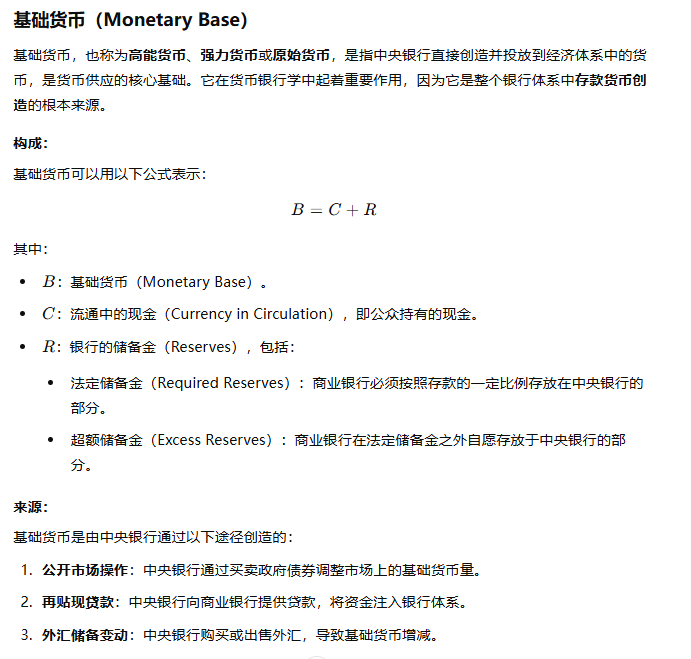 基础货币（Monetary Base）
基础货币，也称为高能货币、强力货币或原始货币，是指中央银行直接创造并投放到经济体系中的货
币，是货币供应的核心基础。它在货币银行学中起着重要作用，因为它是整个银行体系中存款货币创
造的根本来源。
构成：
基础货币可以用以下公式表示：
B = C + R
其中：
• B：基础货币（Monetary Base）。
• C：流通中的现金（Currency in Circulation），即公众持有的现金。
• R：银行的储备金（Reserves），包括：
• 法定储备金（Required Reserves）：商业银行必须按照存款的一定比例存放在中央银行的
部分。
• 超额储备金（Excess Reserves）：商业银行在法定储备金之外自愿存放于中央银行的部
分。
来源：
基础货币是由中央银行通过以下途径创造的：
1. 公开市场操作：中央银行通过买卖政府债券调整市场上的基础货币量。
2. 再贴现贷款：中央银行向商业银行提供贷款，将资金注入银行体系。
3. 外汇储备变动：中央银行购买或出售外汇，导致基础货币增减。